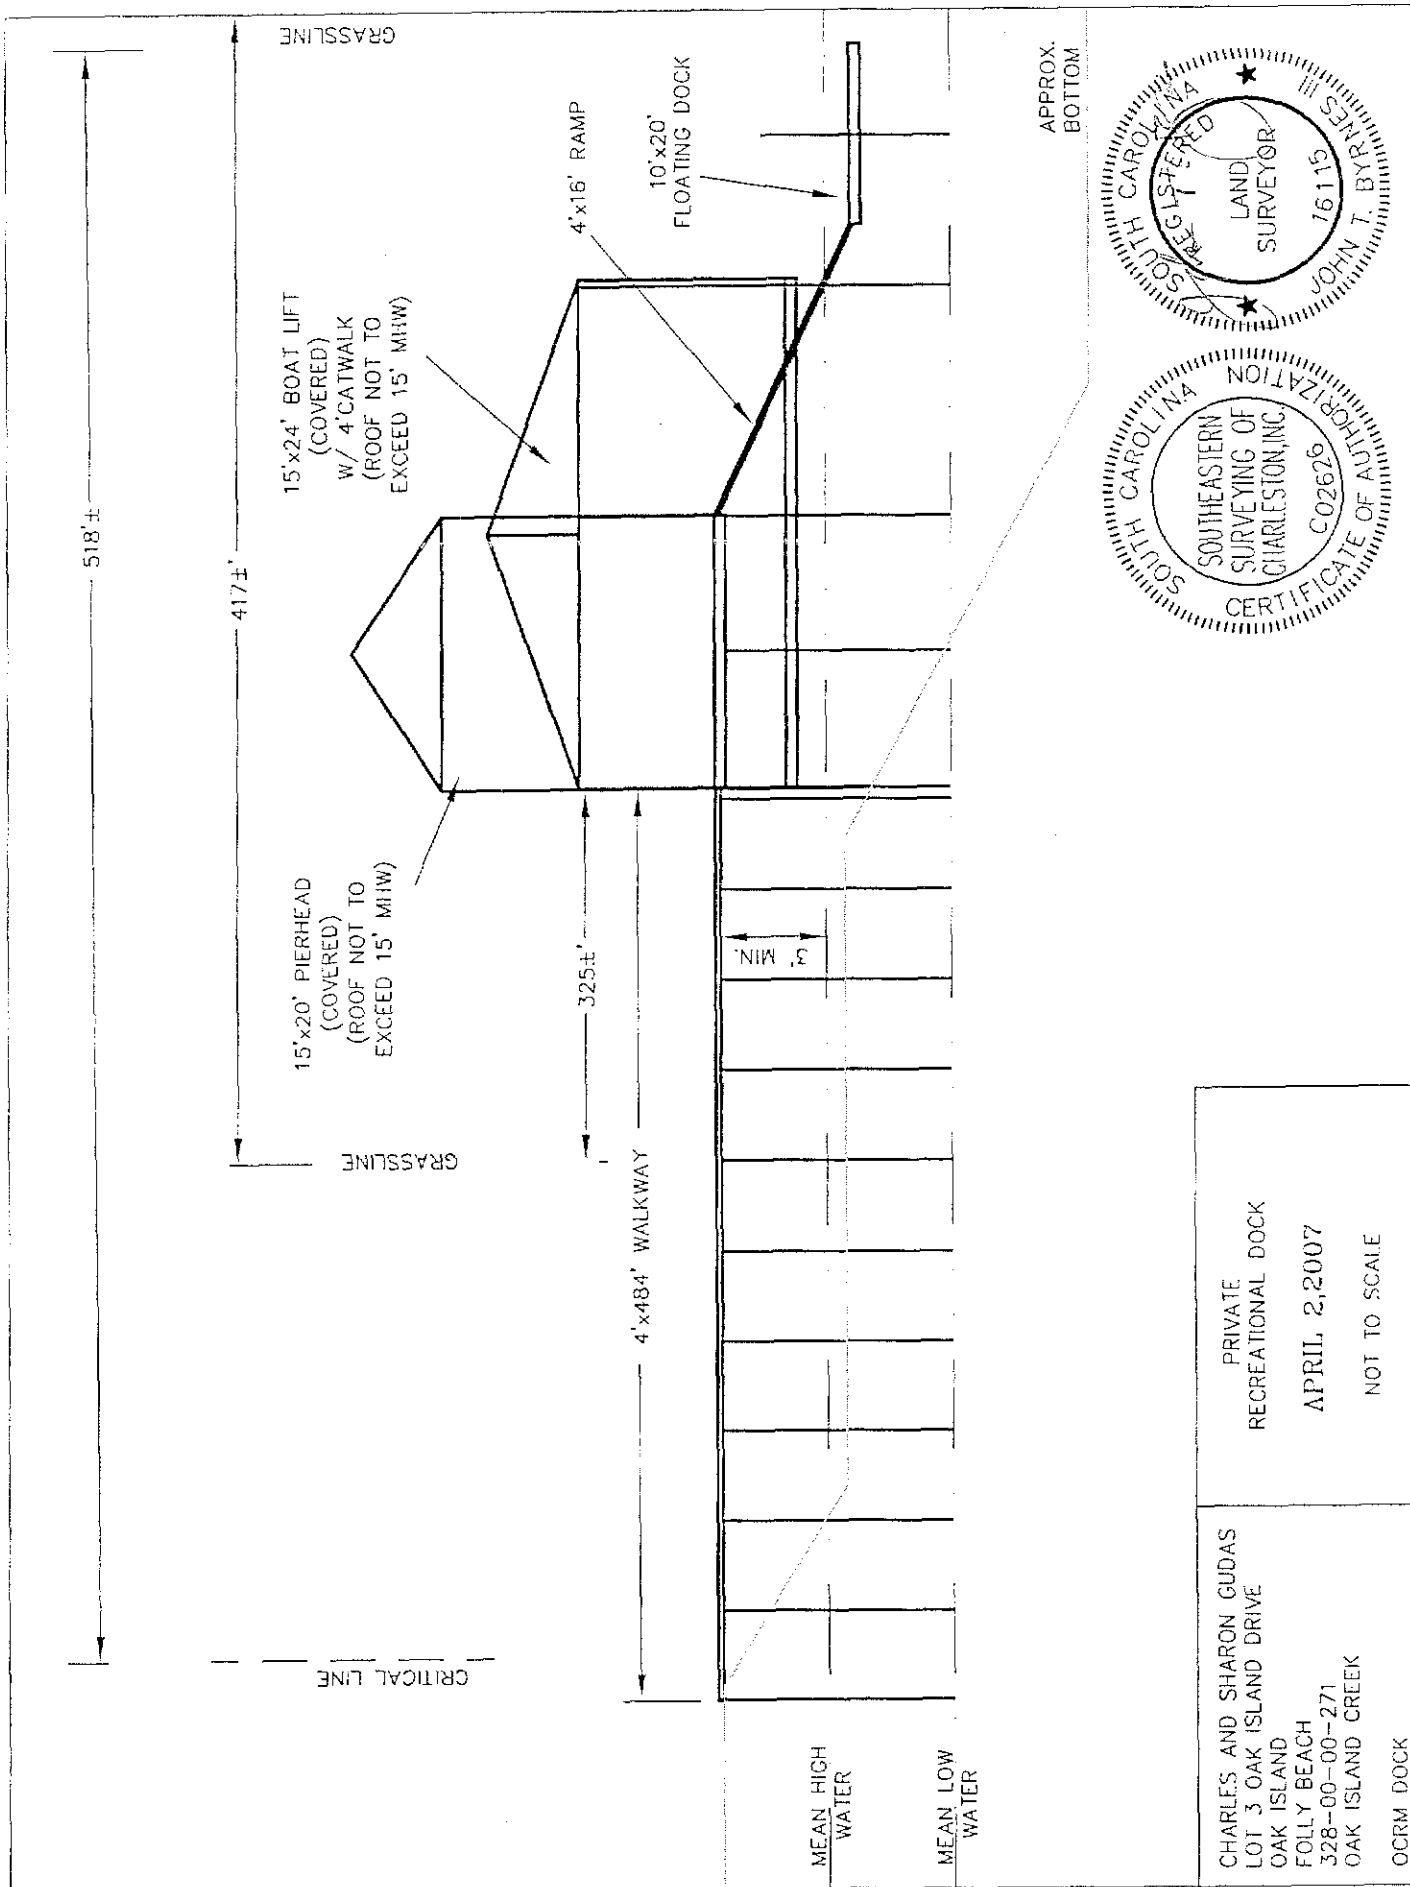 518'±
417±'
GRASSLINE
GRASSLINE
CRITICAL LINE
15'x20' PIERHEAD
(COVERED)
(ROOF NOT TO
EXCEED 15' MHW)
15'x24' BOAT LIFT
(COVERED)
W/ 4'CATWALK
(ROOF NOT TO
EXCEED 15' MHW)
325±'
4'x484' WALKWAY
4'x16' RAMP
10'x20'
FLOATING DOCK
3' MIN.
MEAN HIGH
WATER
MEAN LOW
WATER
APPROX.
BOTTOM
CHARLES AND SHARON GUDAS
LOT 3 OAK ISLAND DRIVE
OAK ISLAND
FOLLY BEACH
328-00-00-271
OAK ISLAND CREEK
OCRM DOCK
PRIVATE
RECREATIONAL DOCK
APRIL 2,2007
NOT TO SCALE
SOUTH CAROLINA
SOUTHEASTERN
SURVEYING OF
CHARLESTON,INC.
C02626
CERTIFICATE OF AUTHORIZATION
SOUTH CAROLINA
REGISTERED
LAND
SURVEYOR
16115
JOHN T. BYRNES III